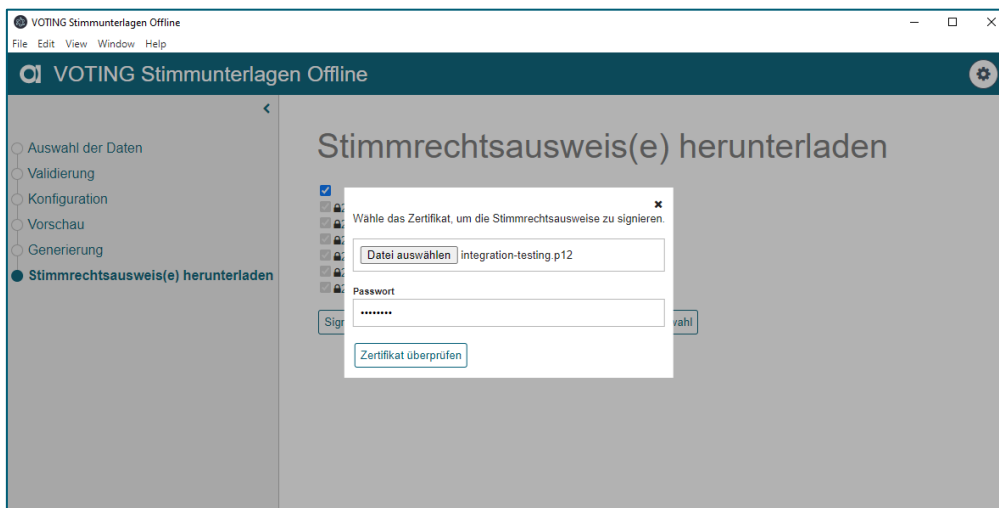 VOTING Stimmunterlagen Offline
File Edit View Window Help
VOTING Stimmunterlagen Offline
Auswahl der Daten
Validierung
Konfiguration
Vorschau
Generierung
Stimmrechtsausweis(e) herunterladen
Stimmrechtsausweis(e) herunterladen
Wähle das Zertifikat, um die Stimmrechtsausweise zu signieren.
Datei auswählen integration-testing.p12
Passwort
Zertifikat überprüfen